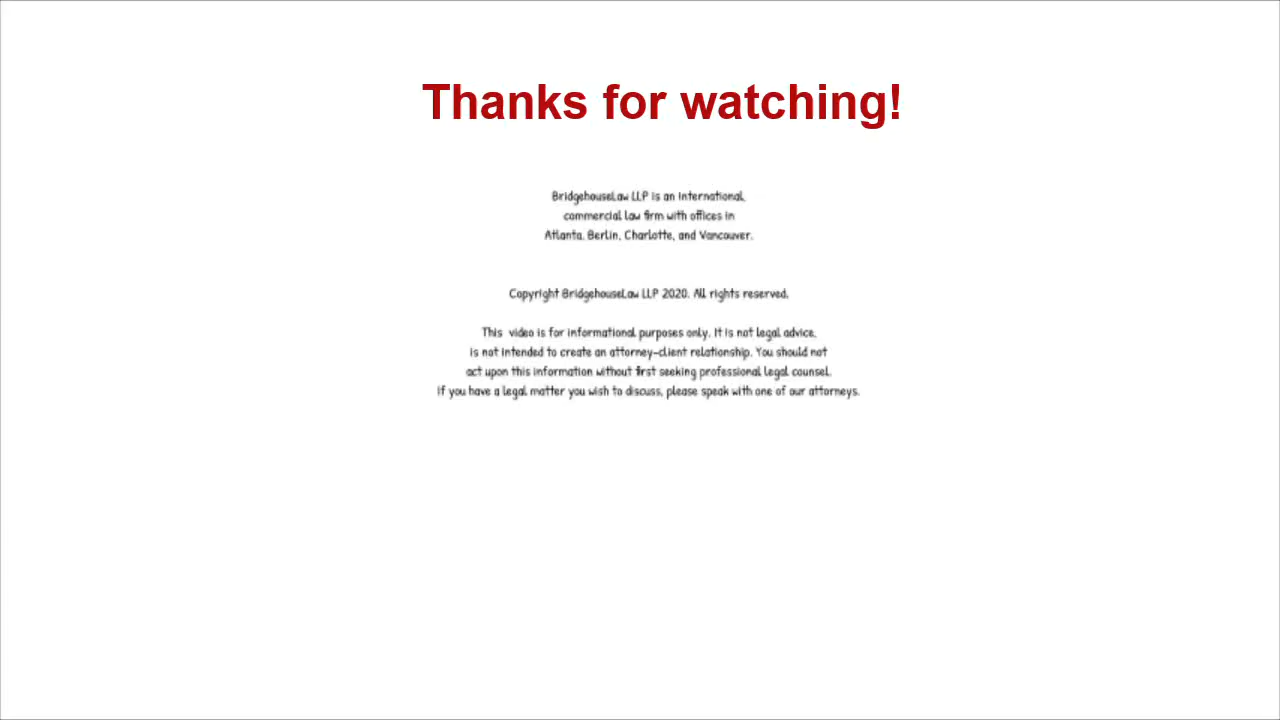 Thanks for watching!
BridgehouseLaw LLP is an international
commercial law firm with offices in
Atlanta, Berlin, Charlotte, and Vancouver.
Copyright BridgehouseLaw LLP 2020. All rights reserved.
This video is for informational purposes only. It is not legal advice,
is not intended to create an attorney-client relationship. You should not
act upon this information without first seeking professional legal counsel.
If you have a legal matter you wish to discuss, please speak with one of our attorneys.